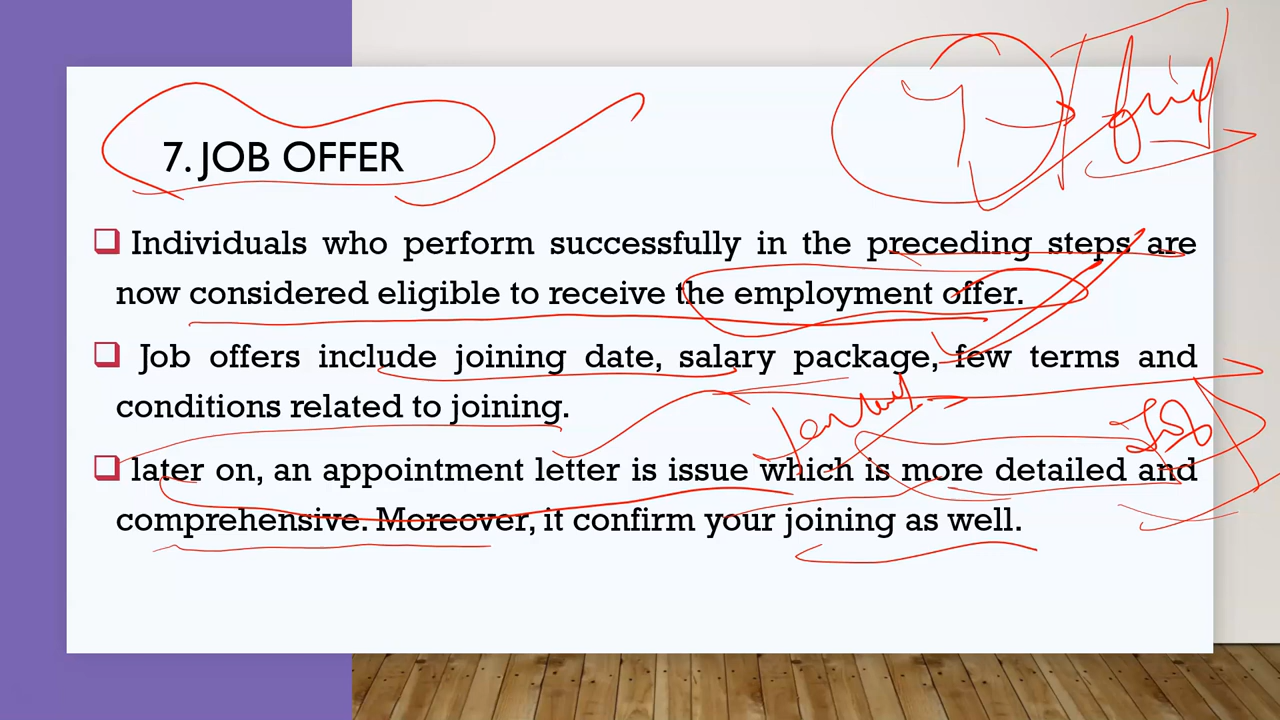 7. JOB OFFER
Individuals who perform successfully in the preceding steps are
now considered eligible to receive the employment offer.
Job offers include joining date, salary package, few terms and
conditions related to joining.
later on, an appointment letter is issue which is more detailed and
comprehensive. Moreover, it confirm your joining as well.